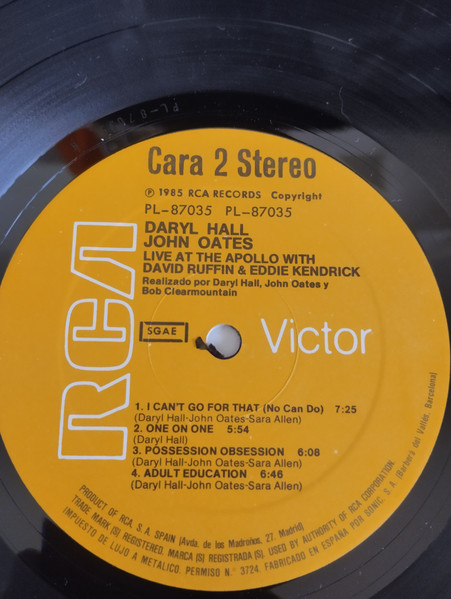 PL-87
Cara 2 Stereo
℗ 1985 RCA RECORDS Copyright
PL-87035 PL-87035
DARYL HALL
JOHN OATES
LIVE AT THE APOLLO WITH
DAVID RUFFIN & EDDIE KENDRICK
Realizado por Daryl Hall, John Oates y
Bob Clearmountain
RCA
SGAE
Victor
1. I CAN'T GO FOR THAT (No Can Do) 7:25
(Daryl Hall-John Oates-Sara Allen)
2. ONE ON ONE 5:54
(Daryl Hall)
3. POSSESSION OBSESSION 6:08
(Daryl Hall-John Oates-Sara Allen)
4. ADULT EDUCATION 6:46
(Daryl Hall-John Oates-Sara Allen)
PRODUCT OF RCA, S. A. SPAIN (Avda. de los Madroños, 27. Madrid)
TRADE MARK (S) REGISTERED. MARCA (S) REGISTRADA (S). USED BY AUTHORITY OF RCA CORPORATION
IMPUESTO DE LUJO A METALICO. PERMISO N.º 3724. FABRICADO EN ESPAÑA POR SONIC, S. A. (Barberá del Vallés, Barcelona)